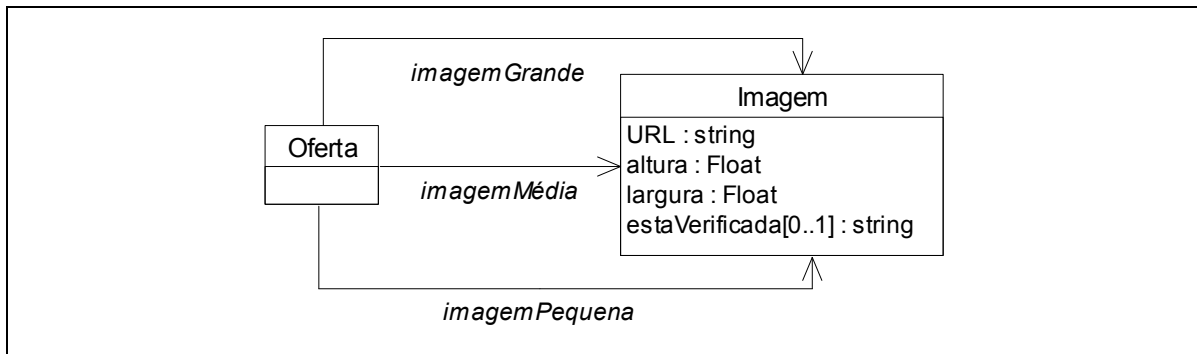 imagemGrande
Oferta
imagemMédia
imagemPequena
Imagem
URL : string
altura : Float
largura : Float
estaVerificada[0..1] : string